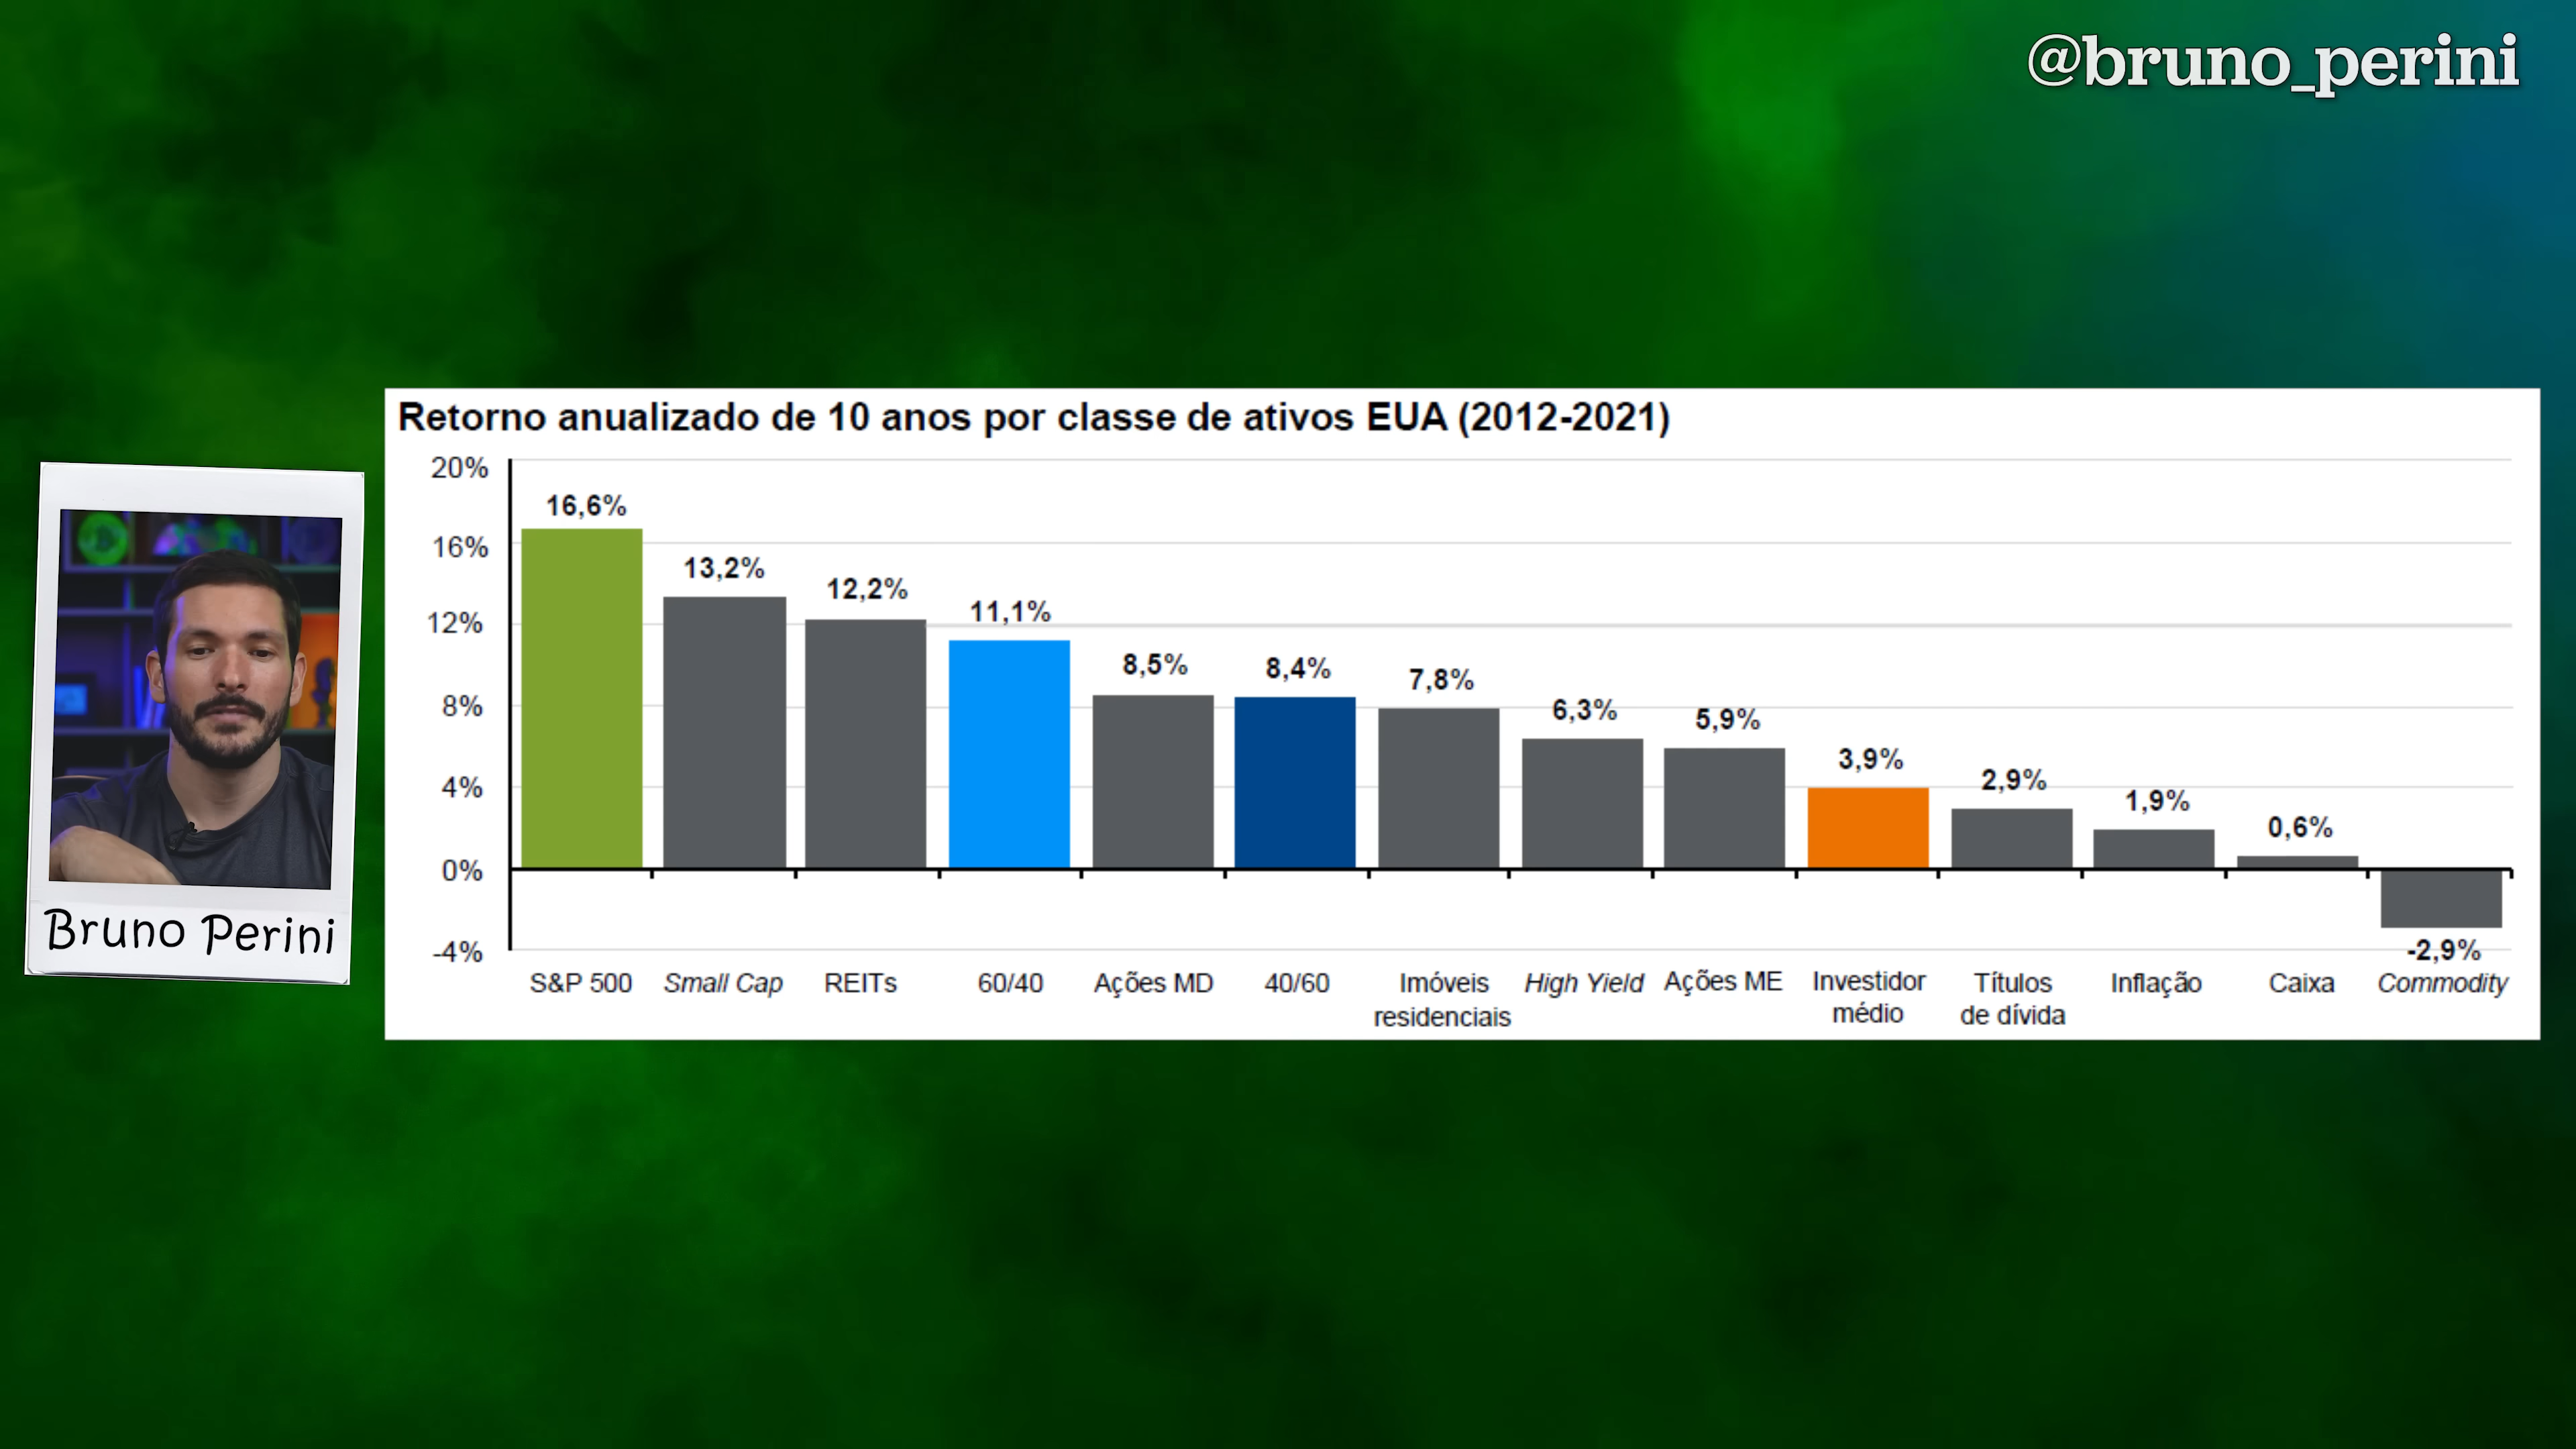 @bruno_perini
Retorno anualizado de 10 anos por classe de ativos EUA (2012-2021)
20%
16%
12%
8%
4%
0%
-4%
16,6%
13,2%
12,2%
11,1%
8,5%
8,4%
7,8%
6,3%
5,9%
3,9%
2,9%
1,9%
0,6%
-2,9%
S&P 500
Small Cap
REITs
60/40
Ações MD
40/60
Imóveis
residenciais
High Yield
Ações ME
Investidor
médio
Títulos
de dívida
Inflação
Caixa
Commodity
Bruno Perini